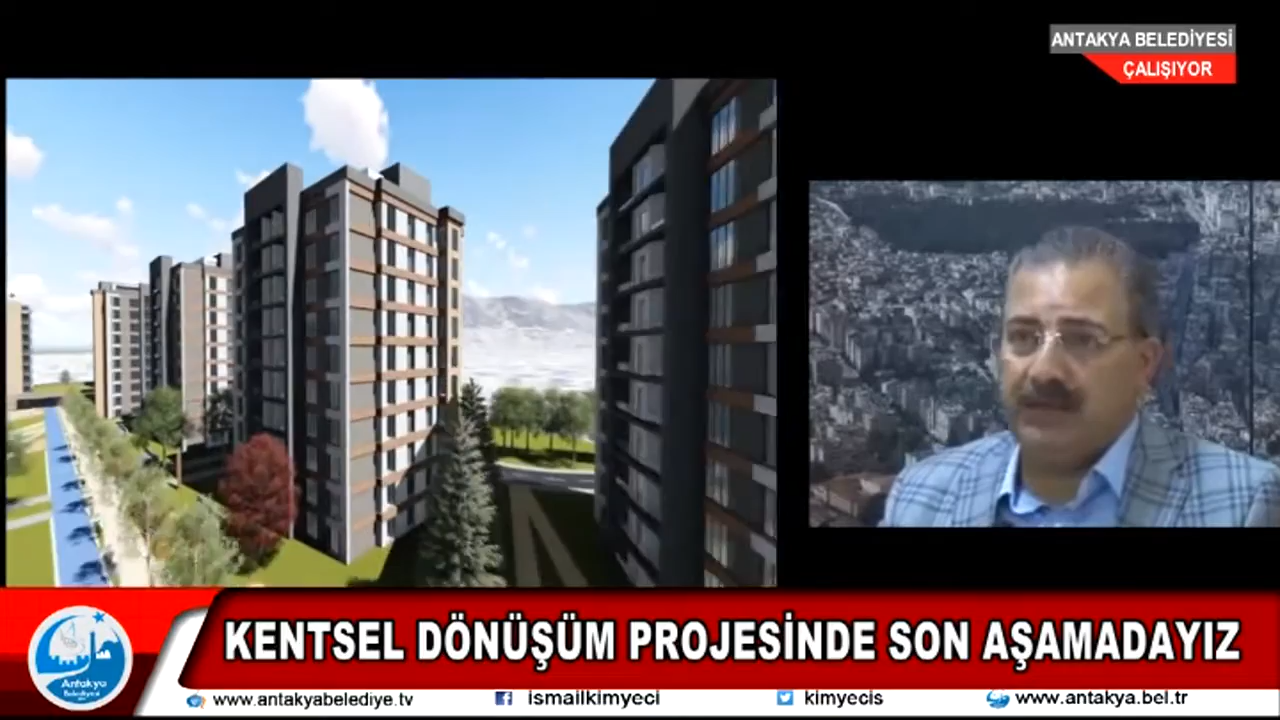 ANTAKYA BELEDİYESİ
ÇALIŞIYOR
KENTSEL DÖNÜŞÜM PROJESİNDE SON AŞAMADAYIZ
Antakya
Belediyesi
www.antakyabelediye.tv
ismailkimyeci
kimyecis
www.antakya.bel.tr